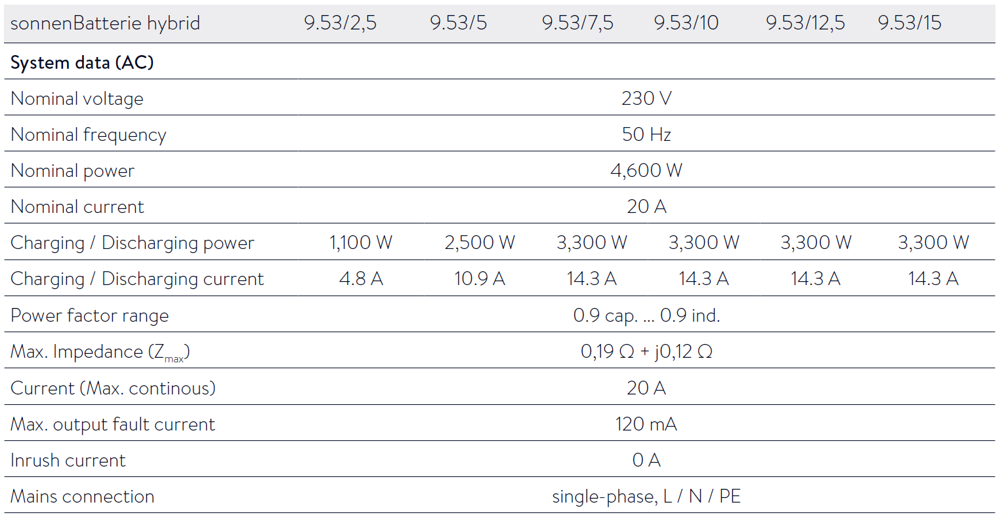 sonnenBatterie hybrid 9.53/2,5 9.53/5 9.53/7,5 9.53/10 9.53/12,5 9.53/15
System data (AC)
Nominal voltage 230 V
Nominal frequency 50 Hz
Nominal power 4,600 W
Nominal current 20 A
Charging / Discharging power 1,100 W 2,500 W 3,300 W 3,300 W 3,300 W 3,300 W
Charging / Discharging current 4.8 A 10.9 A 14.3 A 14.3 A 14.3 A 14.3 A
Power factor range 0.9 cap. ... 0.9 ind.
Max. Impedance (Zmax) 0,19 Ω + j0,12 Ω
Current (Max. continous) 20 A
Max. output fault current 120 mA
Inrush current 0 A
Mains connection single-phase, L / N / PE